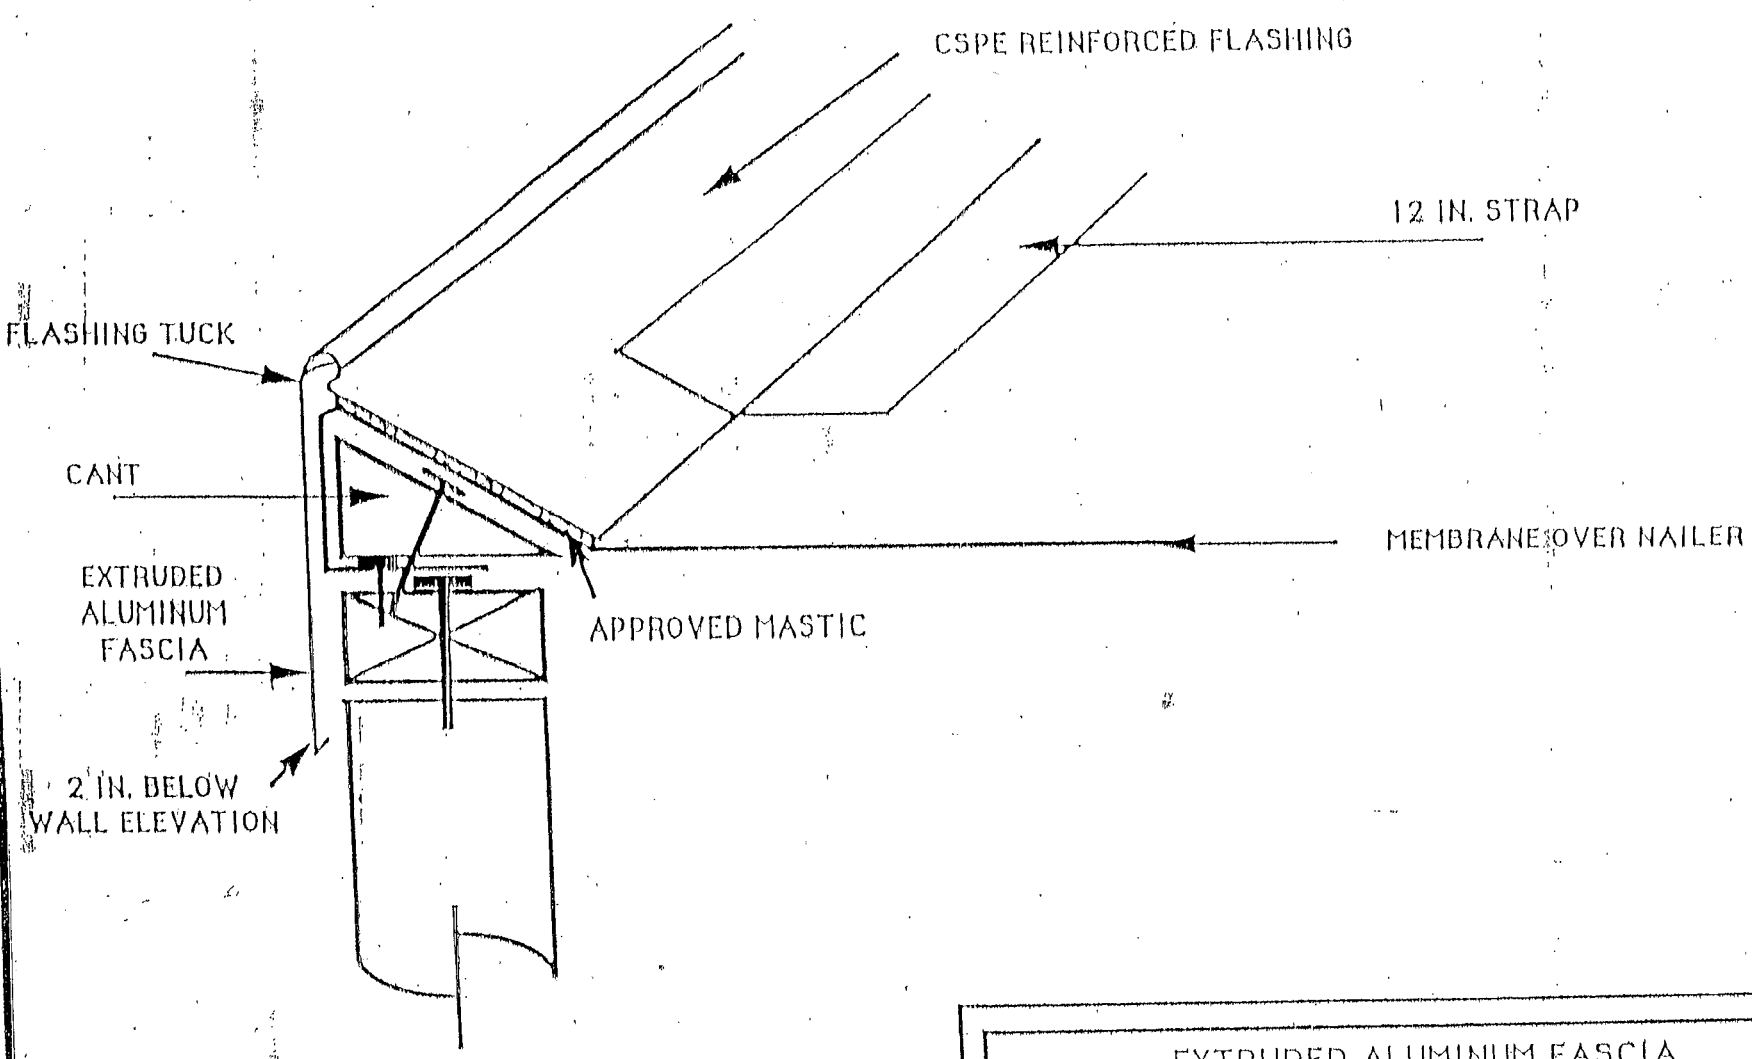 CSPE REINFORCED FLASHING
12 IN. STRAP
FLASHING TUCK
CANT
MEMBRANE OVER NAILER
EXTRUDED
ALUMINUM
FASCIA
APPROVED MASTIC
2 IN. BELOW
WALL ELEVATION
EXTRUDED ALUMINUM FASCIA